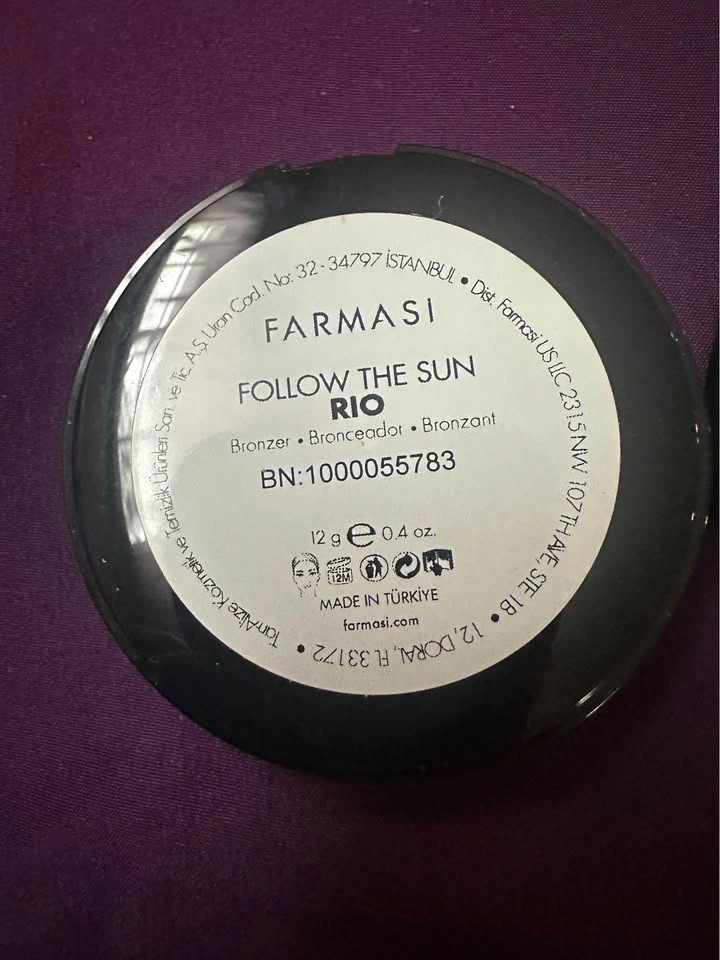 Tan-Alize Kozmetik ve Temizlik Ürünleri San. ve Tic. A.Ş. Uran Cad. No: 32 - 34797 İSTANBUL • Dist. Farmasi US LLC 2315 NW 107TH AVE, STE 1B • 12, DORAL, FL 33172 •
FARMASİ
FOLLOW THE SUN
RIO
Bronzer • Bronceador • Bronzant
BN:1000055783
12 g e 0.4 oz.
12M
MADE IN TÜRKİYE
farmasi.com